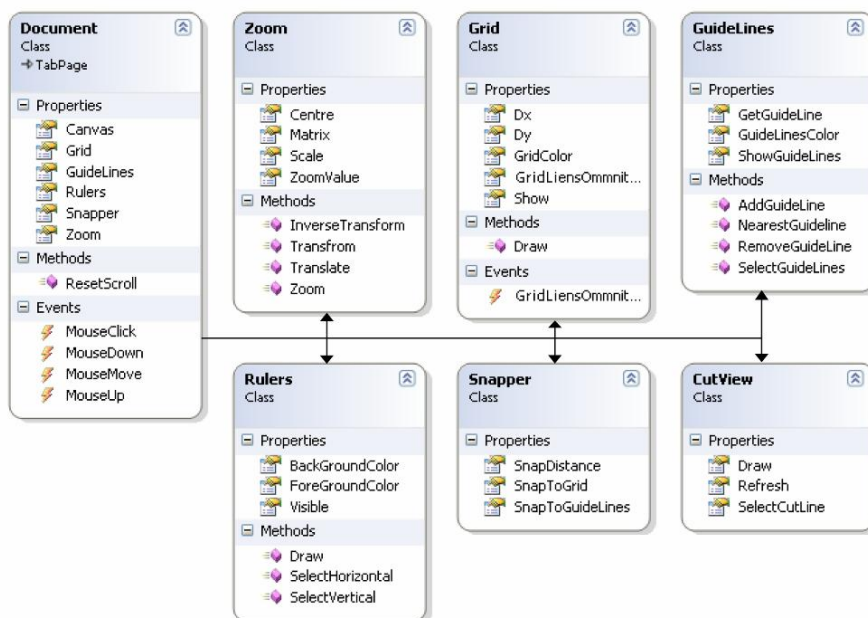 Document
Class
TabPage
Properties
Canvas
Grid
GuideLines
Rulers
Snapper
Zoom
Methods
ResetScroll
Events
MouseClick
MouseDown
MouseMove
MouseUp
Zoom
Class
Properties
Centre
Matrix
Scale
ZoomValue
Methods
InverseTransform
Transfrom
Translate
Zoom
Grid
Class
Properties
Dx
Dy
GridColor
GridLiensOmmnit...
Show
Methods
Draw
Events
GridLiensOmmnit...
GuideLines
Class
Properties
GetGuideLine
GuideLinesColor
ShowGuideLines
Methods
AddGuideLine
NearestGuideline
RemoveGuideLine
SelectGuideLines
Rulers
Class
Properties
BackGroundColor
ForeGroundColor
Visible
Methods
Draw
SelectHorizontal
SelectVertical
Snapper
Class
Properties
SnapDistance
SnapToGrid
SnapToGuideLines
CutView
Class
Properties
Draw
Refresh
SelectCutLine